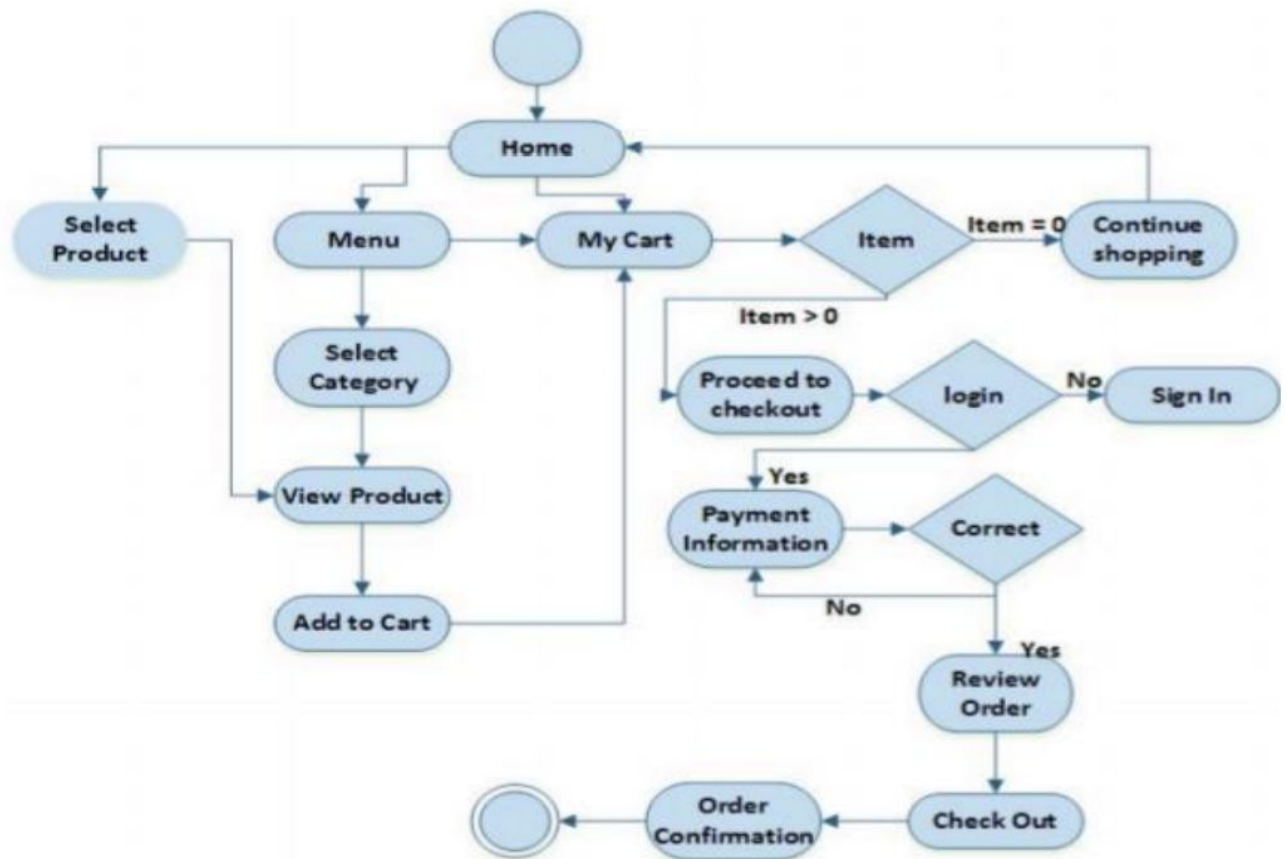 Home
Select
Product
Menu
My Cart
Item
Item = 0
Continue
shopping
Item > 0
Select
Category
Proceed to
checkout
login
No
Sign In
Yes
View Product
Payment
Information
Correct
No
Add to Cart
Yes
Review
Order
Order
Confirmation
Check Out